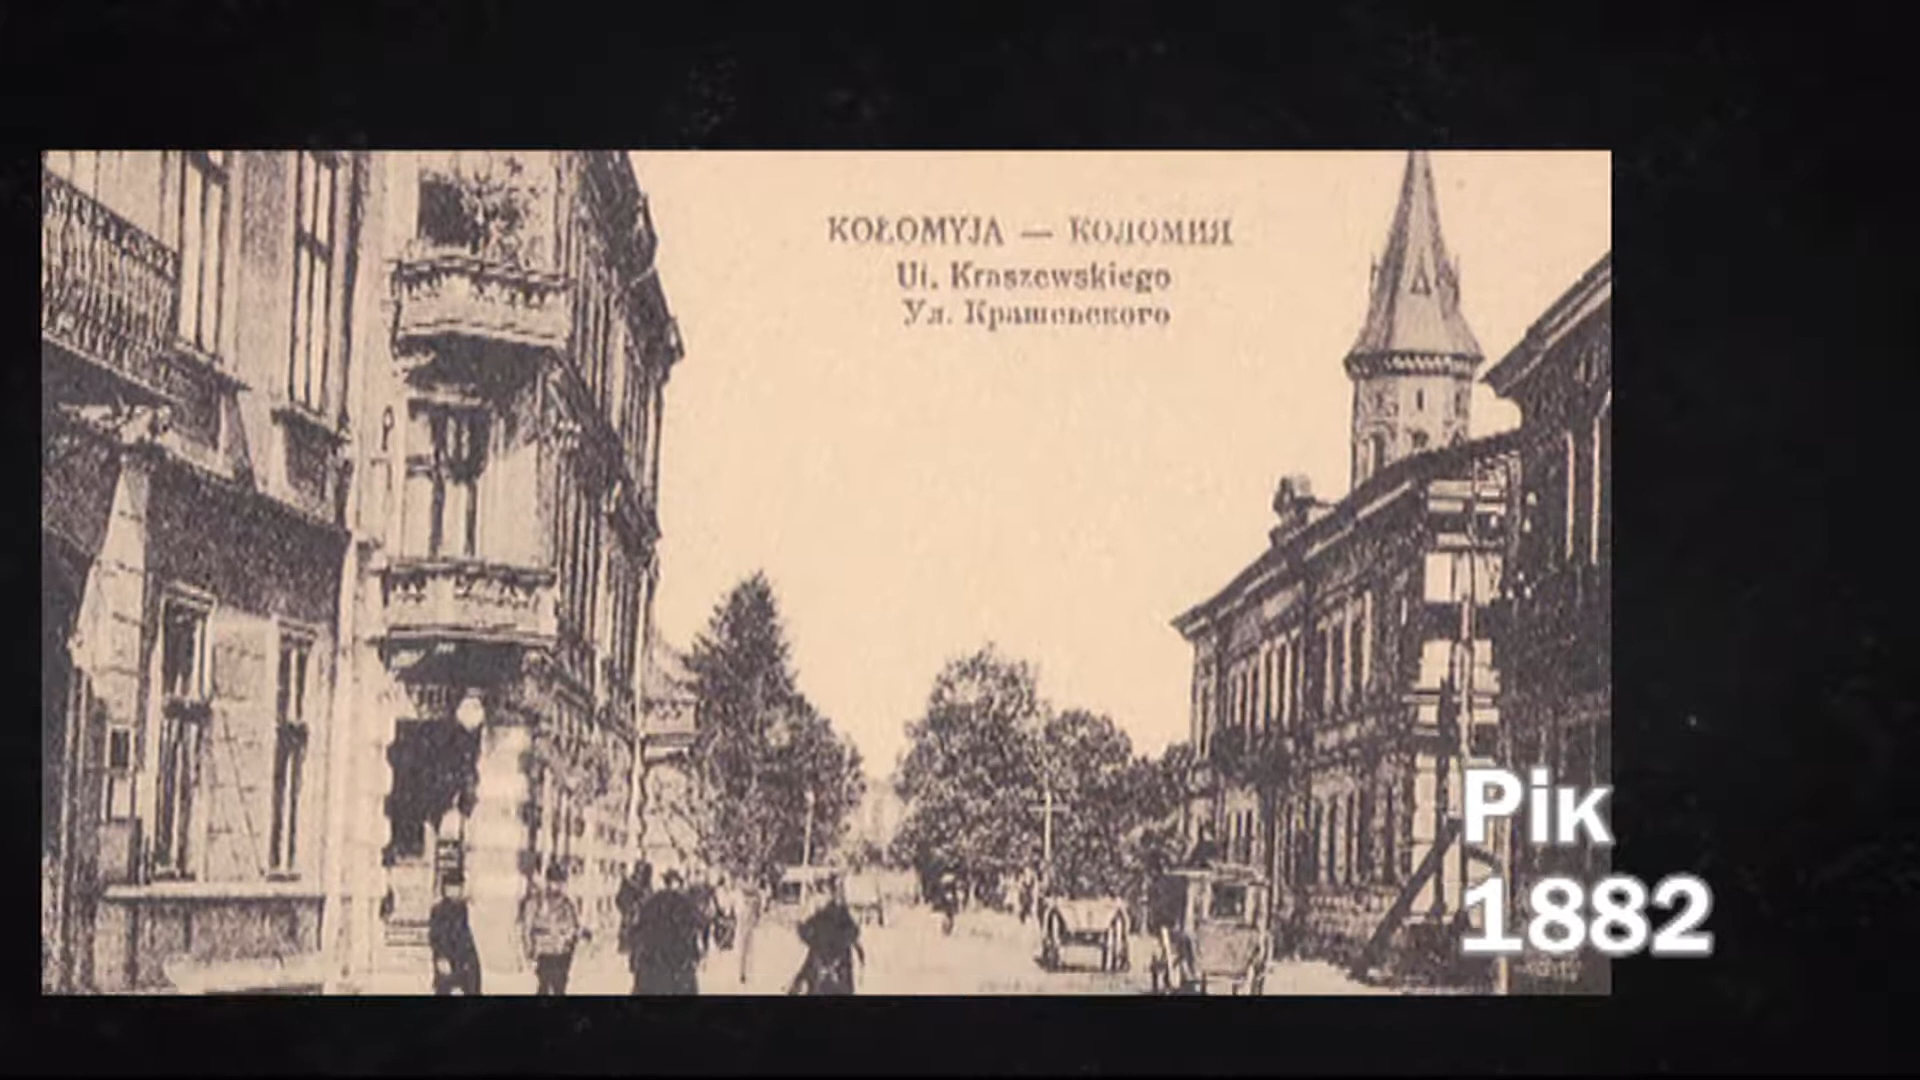 KOŁOMYJA — КОЛОМИЯ
Ul. Kraszewskiego
Ул. Крашевского
Рік
1882